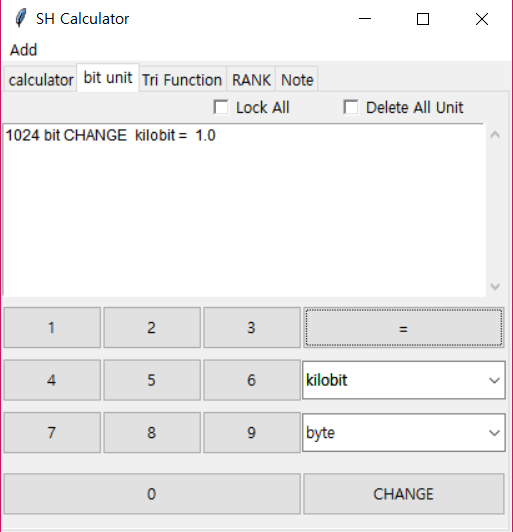 SH Calculator
Add
calculator bit unit Tri Function RANK Note
Lock All Delete All Unit
1024 bit CHANGE  kilobit =  1.0
1 2 3 =
4 5 6 kilobit
7 8 9 byte
0 CHANGE